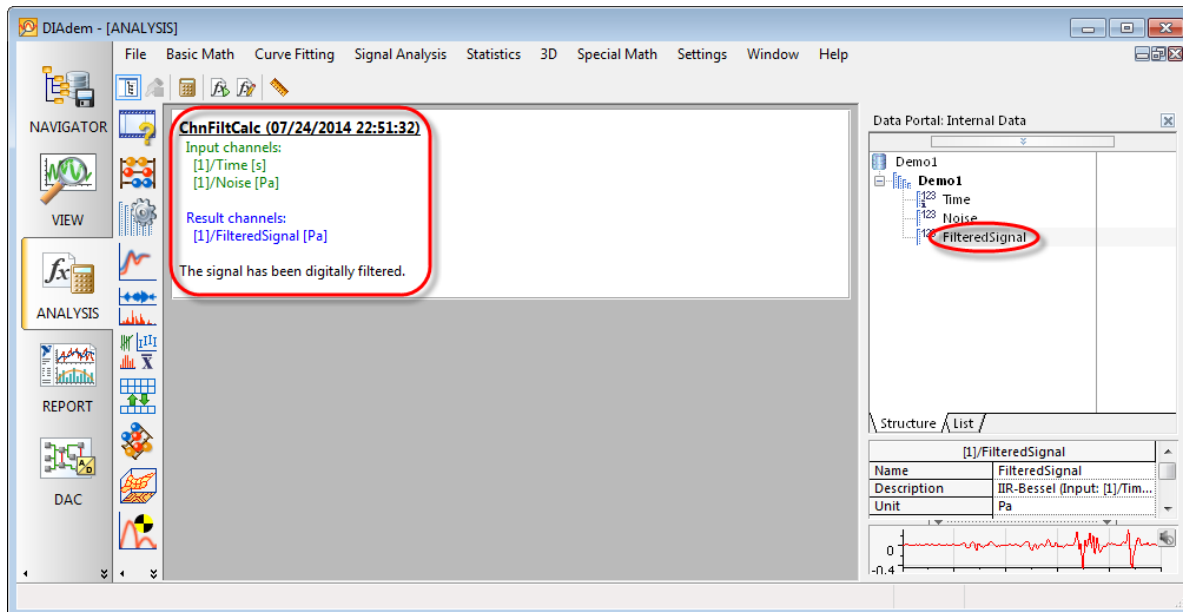 DIAdem - [ANALYSIS]
File Basic Math Curve Fitting Signal Analysis Statistics 3D Special Math Settings Window Help
NAVIGATOR
VIEW
ANALYSIS
REPORT
DAC
ChnFiltCalc (07/24/2014 22:51:32)
Input channels:
[1]/Time [s]
[1]/Noise [Pa]
Result channels:
[1]/FilteredSignal [Pa]
The signal has been digitally filtered.
Data Portal: Internal Data
Demo1
Demo1
Time
Noise
FilteredSignal
Structure List
[1]/FilteredSignal
Name FilteredSignal
Description IIR-Bessel (Input: [1]/Tim...
Unit Pa
0
-0.4